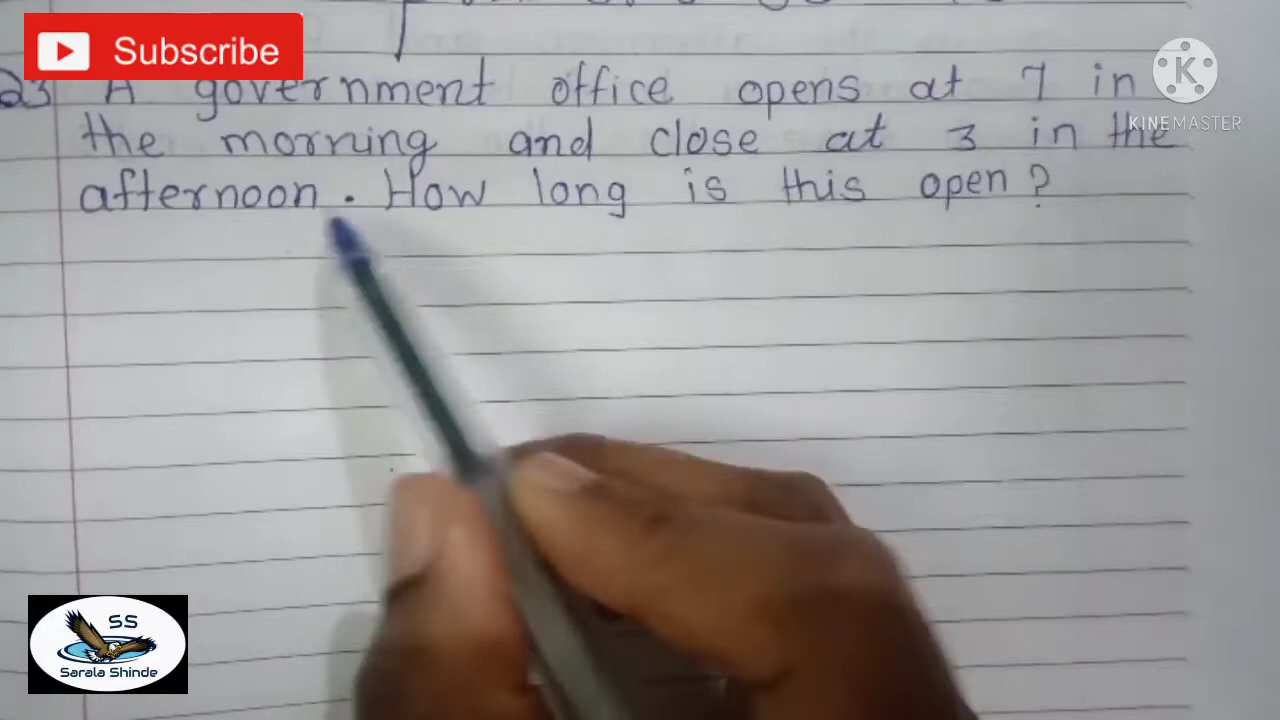 Subscribe
Q3 A government office opens at 7 in
the morning and close at 3 in the
afternoon. How long is this open?
K
KINEMASTER
SS
Sarala Shinde